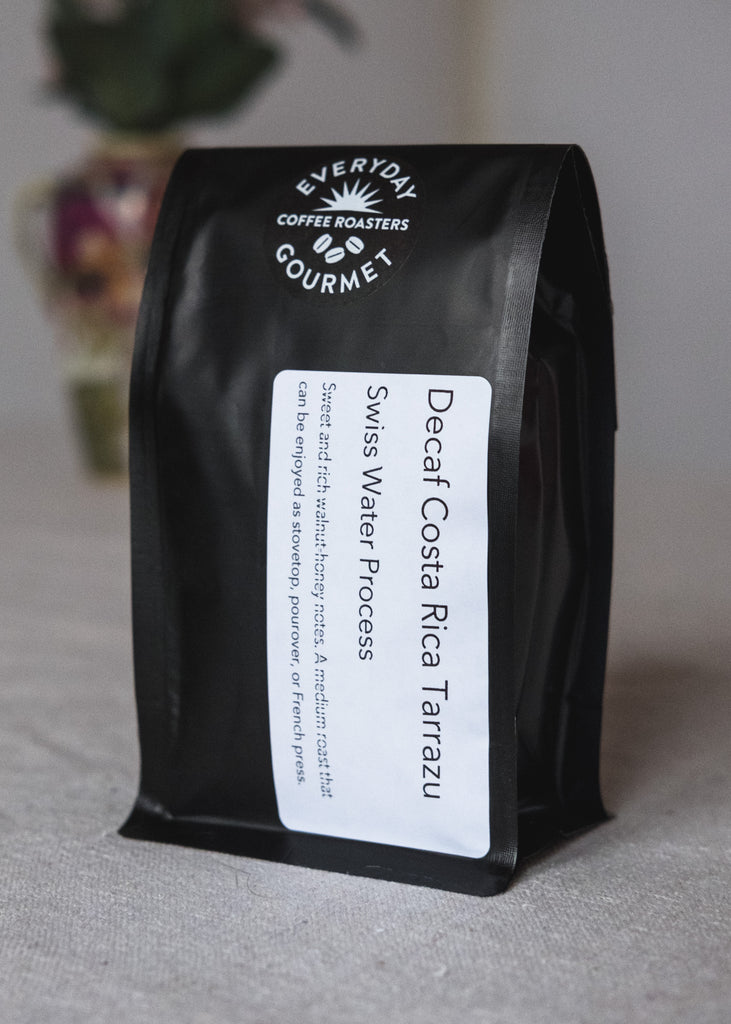 EVERYDAY
COFFEE ROASTERS
GOURMET
Decaf Costa Rica Tarrazu
Swiss Water Process
Sweet and rich walnut-honey notes. A medium roast that
can be enjoyed as stovetop, pourover, or French press.